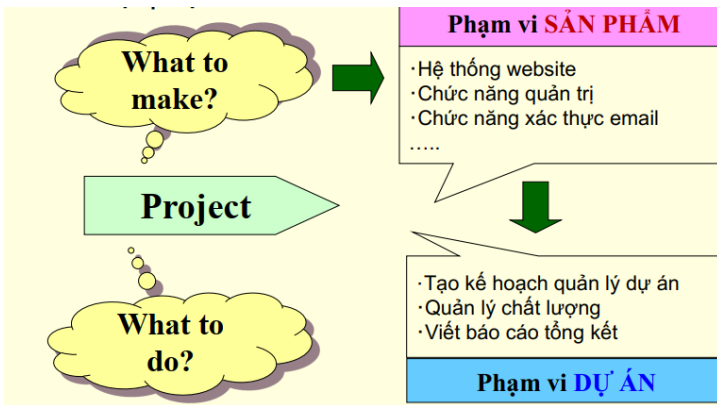 What to
make?
Phạm vi SẢN PHẨM
·Hệ thống website
·Chức năng quản trị
·Chức năng xác thực email
…..
Project
What to
do?
·Tạo kế hoạch quản lý dự án
·Quản lý chất lượng
·Viết báo cáo tổng kết
Phạm vi DỰ ÁN